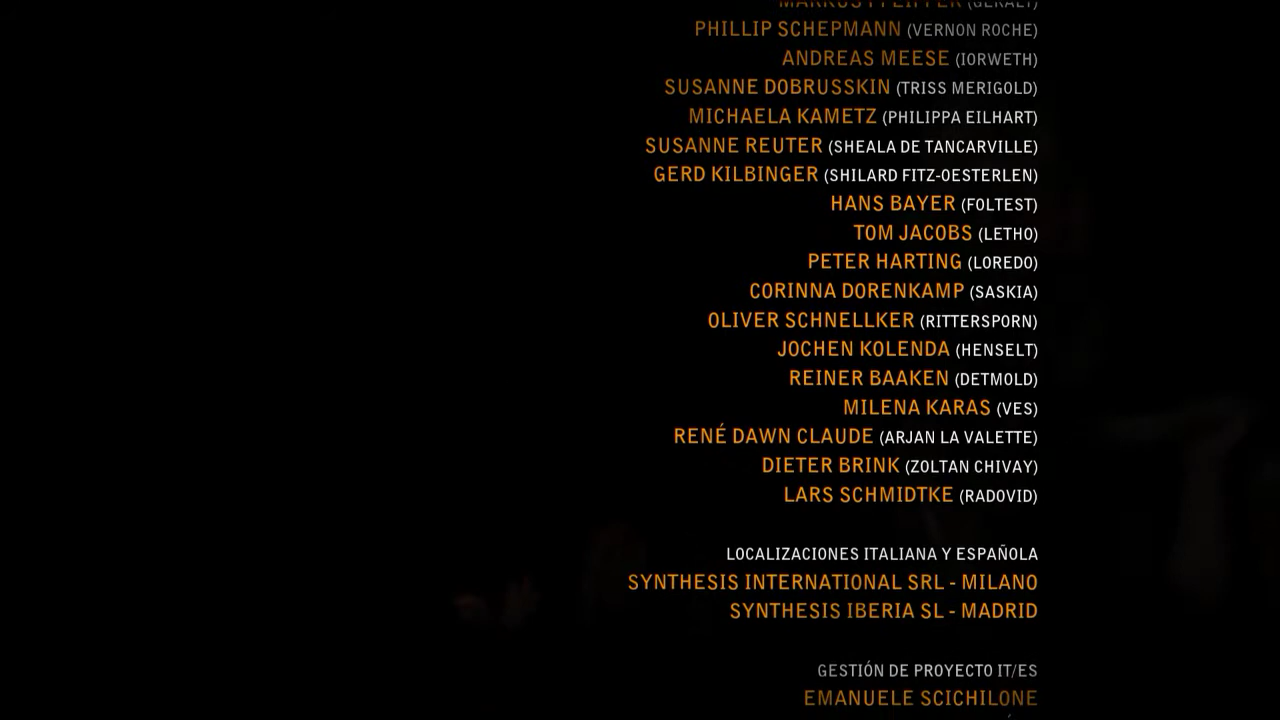 MARKUS PFEIFFER (GERALT)
PHILLIP SCHEPMANN (VERNON ROCHE)
ANDREAS MEESE (IORWETH)
SUSANNE DOBRUSSKIN (TRISS MERIGOLD)
MICHAELA KAMETZ (PHILIPPA EILHART)
SUSANNE REUTER (SHEALA DE TANCARVILLE)
GERD KILBINGER (SHILARD FITZ-OESTERLEN)
HANS BAYER (FOLTEST)
TOM JACOBS (LETHO)
PETER HARTING (LOREDO)
CORINNA DORENKAMP (SASKIA)
OLIVER SCHNELLKER (RITTERSPORN)
JOCHEN KOLENDA (HENSELT)
REINER BAAKEN (DETMOLD)
MILENA KARAS (VES)
RENÉ DAWN CLAUDE (ARJAN LA VALETTE)
DIETER BRINK (ZOLTAN CHIVAY)
LARS SCHMIDTKE (RADOVID)
LOCALIZACIONES ITALIANA Y ESPAÑOLA
SYNTHESIS INTERNATIONAL SRL - MILANO
SYNTHESIS IBERIA SL - MADRID
GESTIÓN DE PROYECTO IT/ES
EMANUELE SCICHILONE